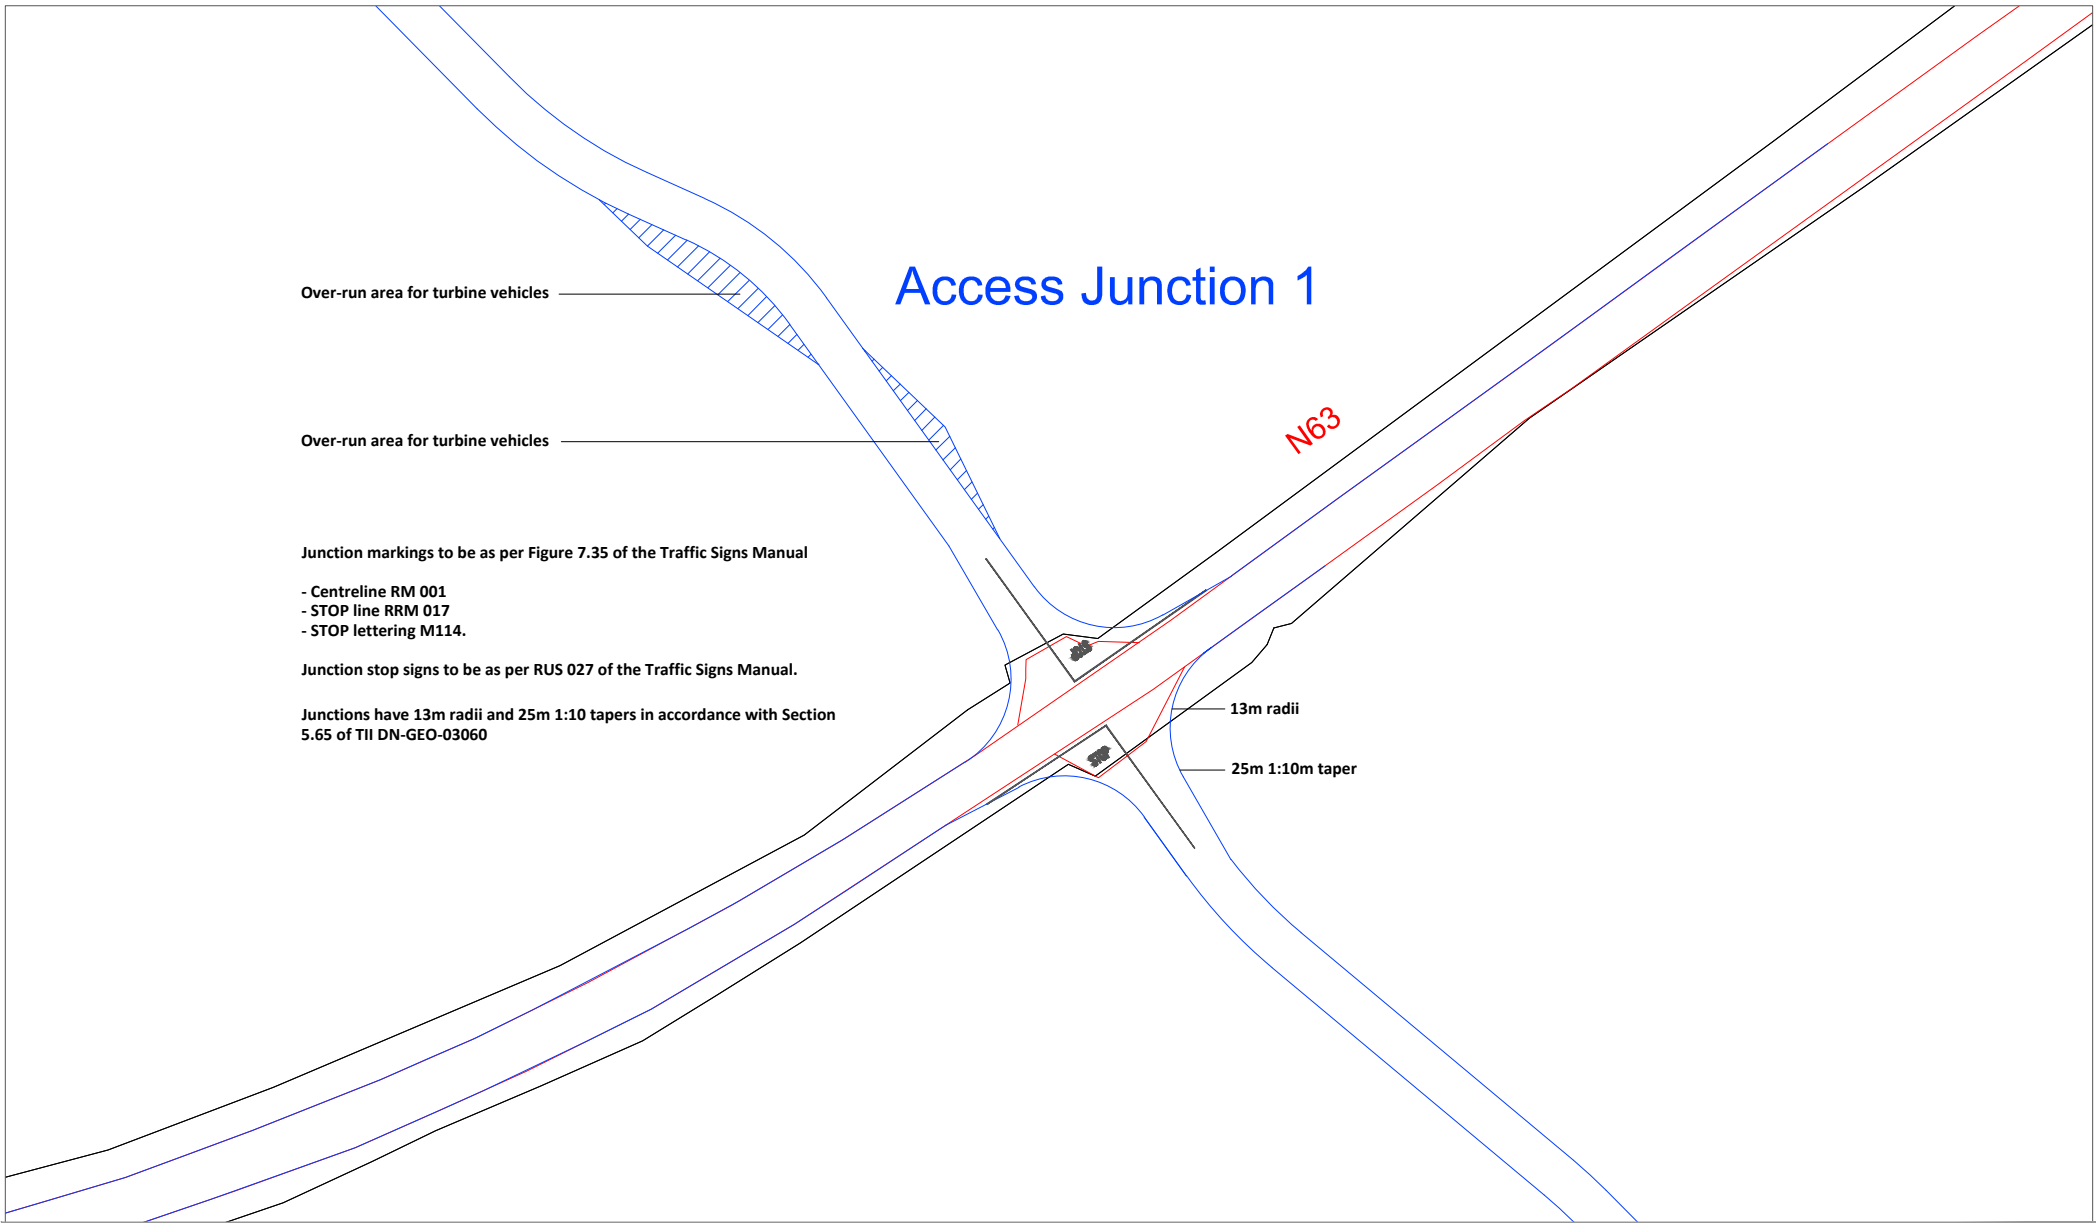 Access Junction 1
Over-run area for turbine vehicles
N63
Over-run area for turbine vehicles
Junction markings to be as per Figure 7.35 of the Traffic Signs Manual
- Centreline RM 001
- STOP line RRM 017
- STOP lettering M114.
Junction stop signs to be as per RUS 027 of the Traffic Signs Manual.
Junctions have 13m radii and 25m 1:10 tapers in accordance with Section
5.65 of TII DN-GEO-03060
13m radii
STOP
25m 1:10m taper